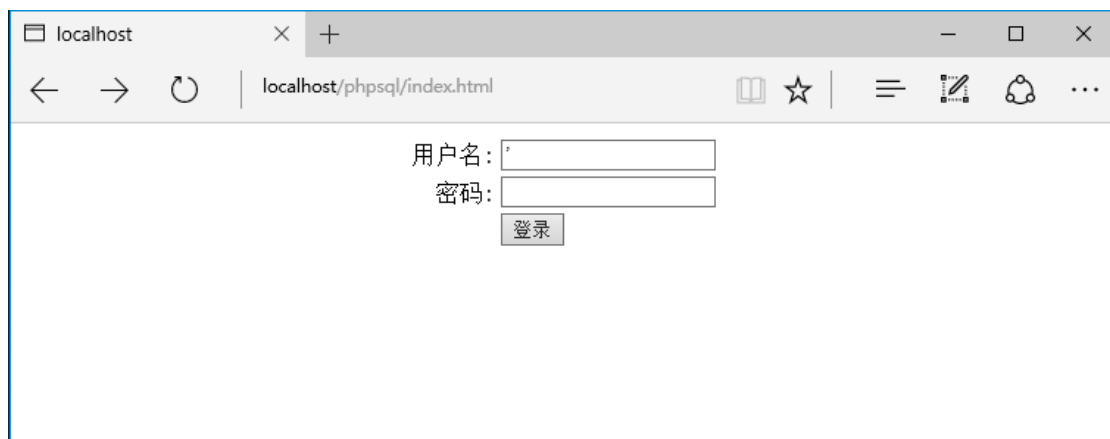 localhost
localhost/phpsql/index.html
用户名: '
密码:
登录